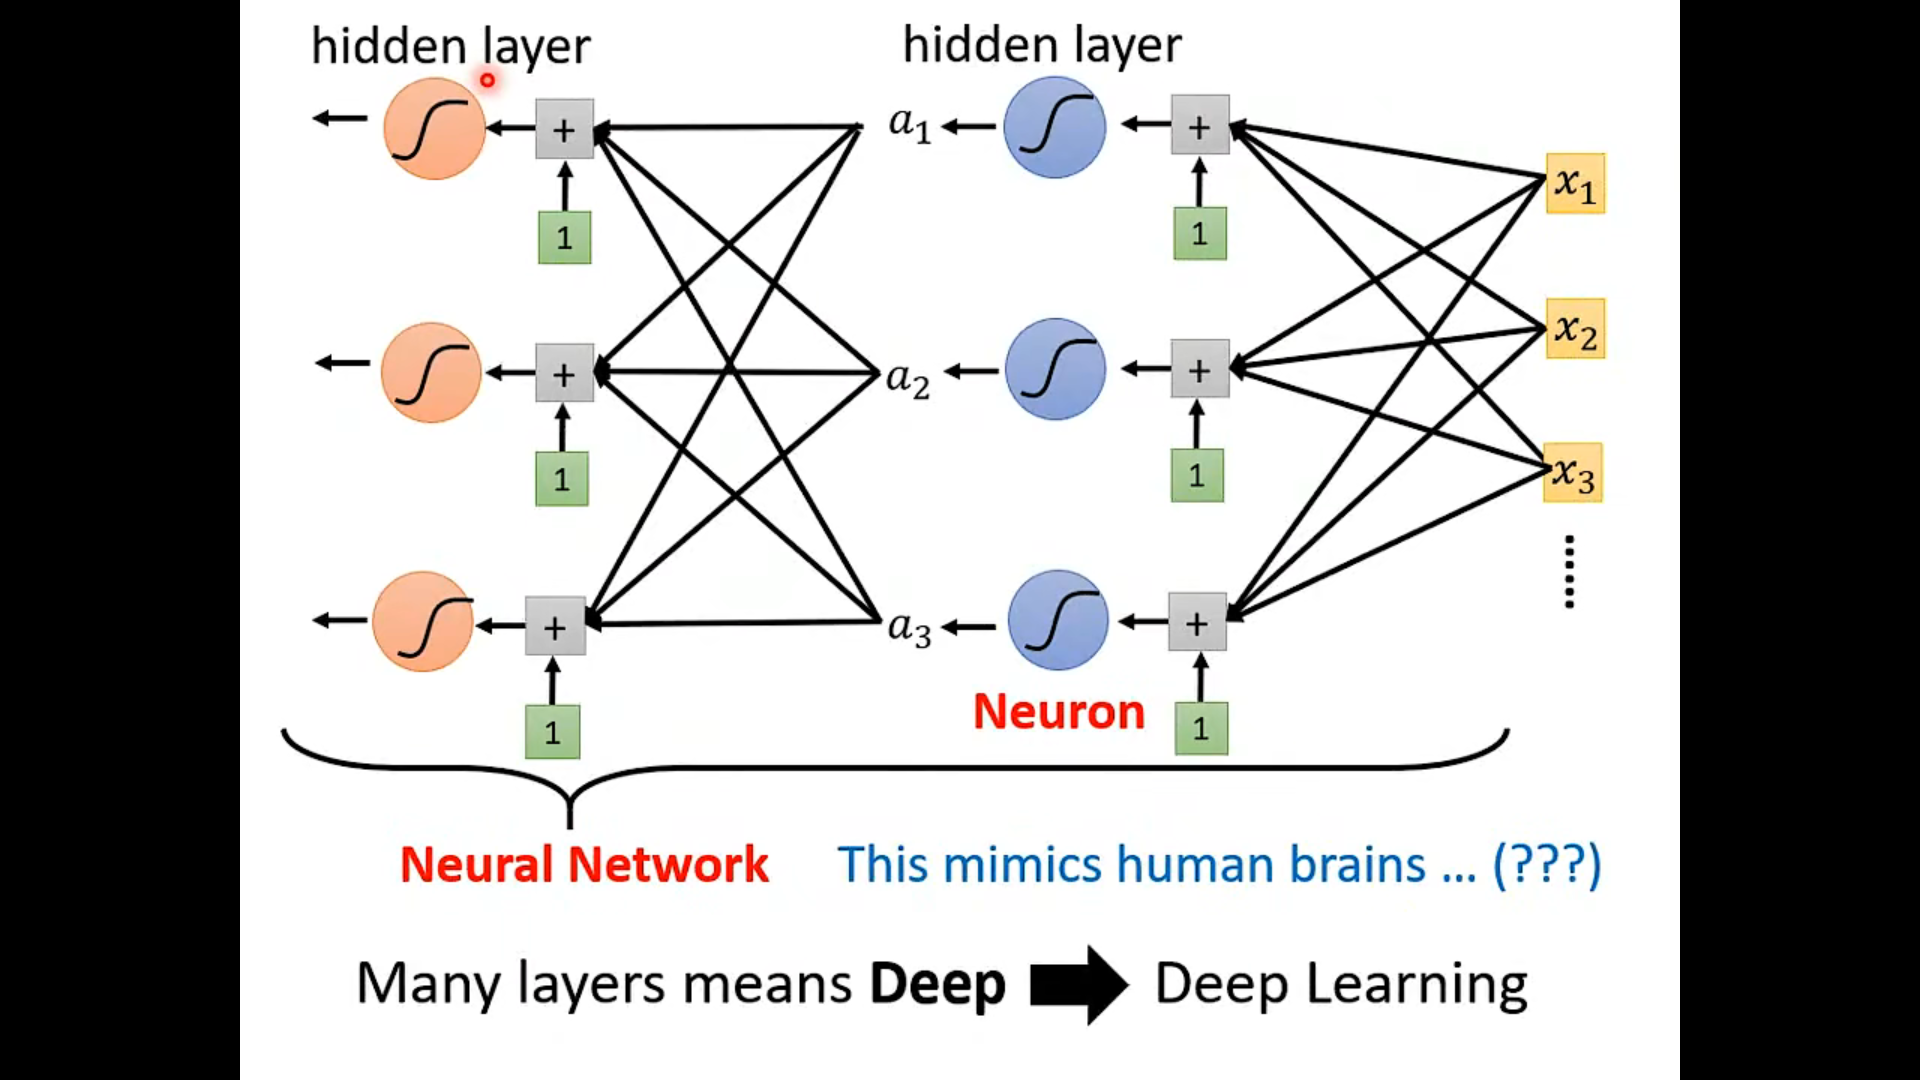 hidden layer
hidden layer
+
a₁
+
x₁
1
1
x₂
+
a₂
+
1
1
x₃
+
a₃
+
Neuron
1
1
Neural Network
This mimics human brains ... (???)
Many layers means Deep
Deep Learning